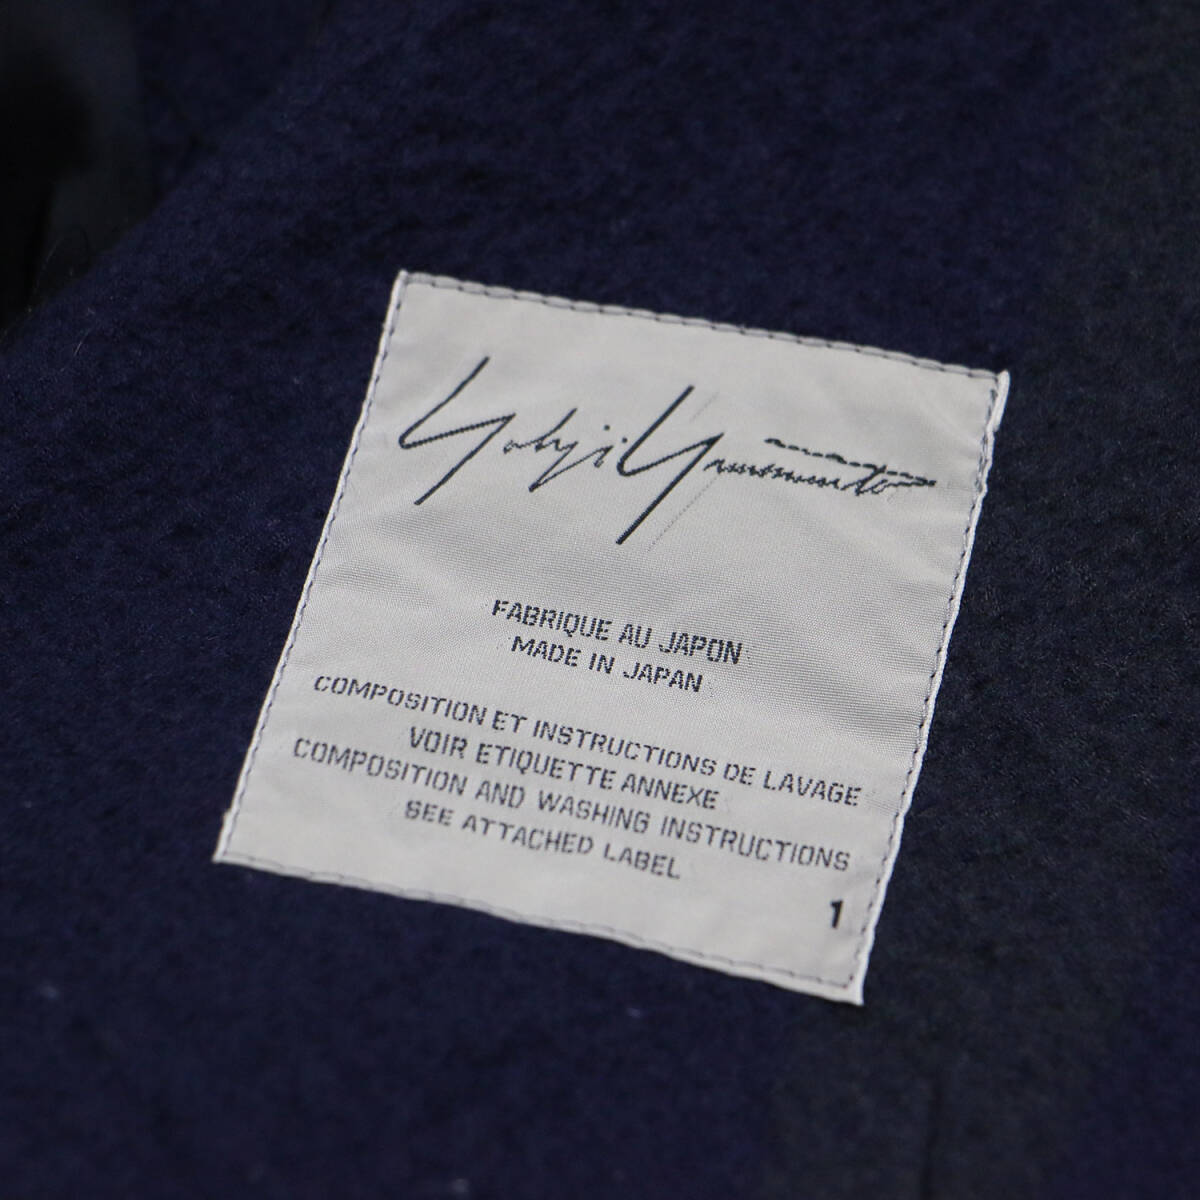 Yohji Yamamoto
FABRIQUE AU JAPON
MADE IN JAPAN
COMPOSITION ET INSTRUCTIONS DE LAVAGE
VOIR ETIQUETTE ANNEXE
COMPOSITION AND WASHING INSTRUCTIONS
SEE ATTACHED LABEL
1